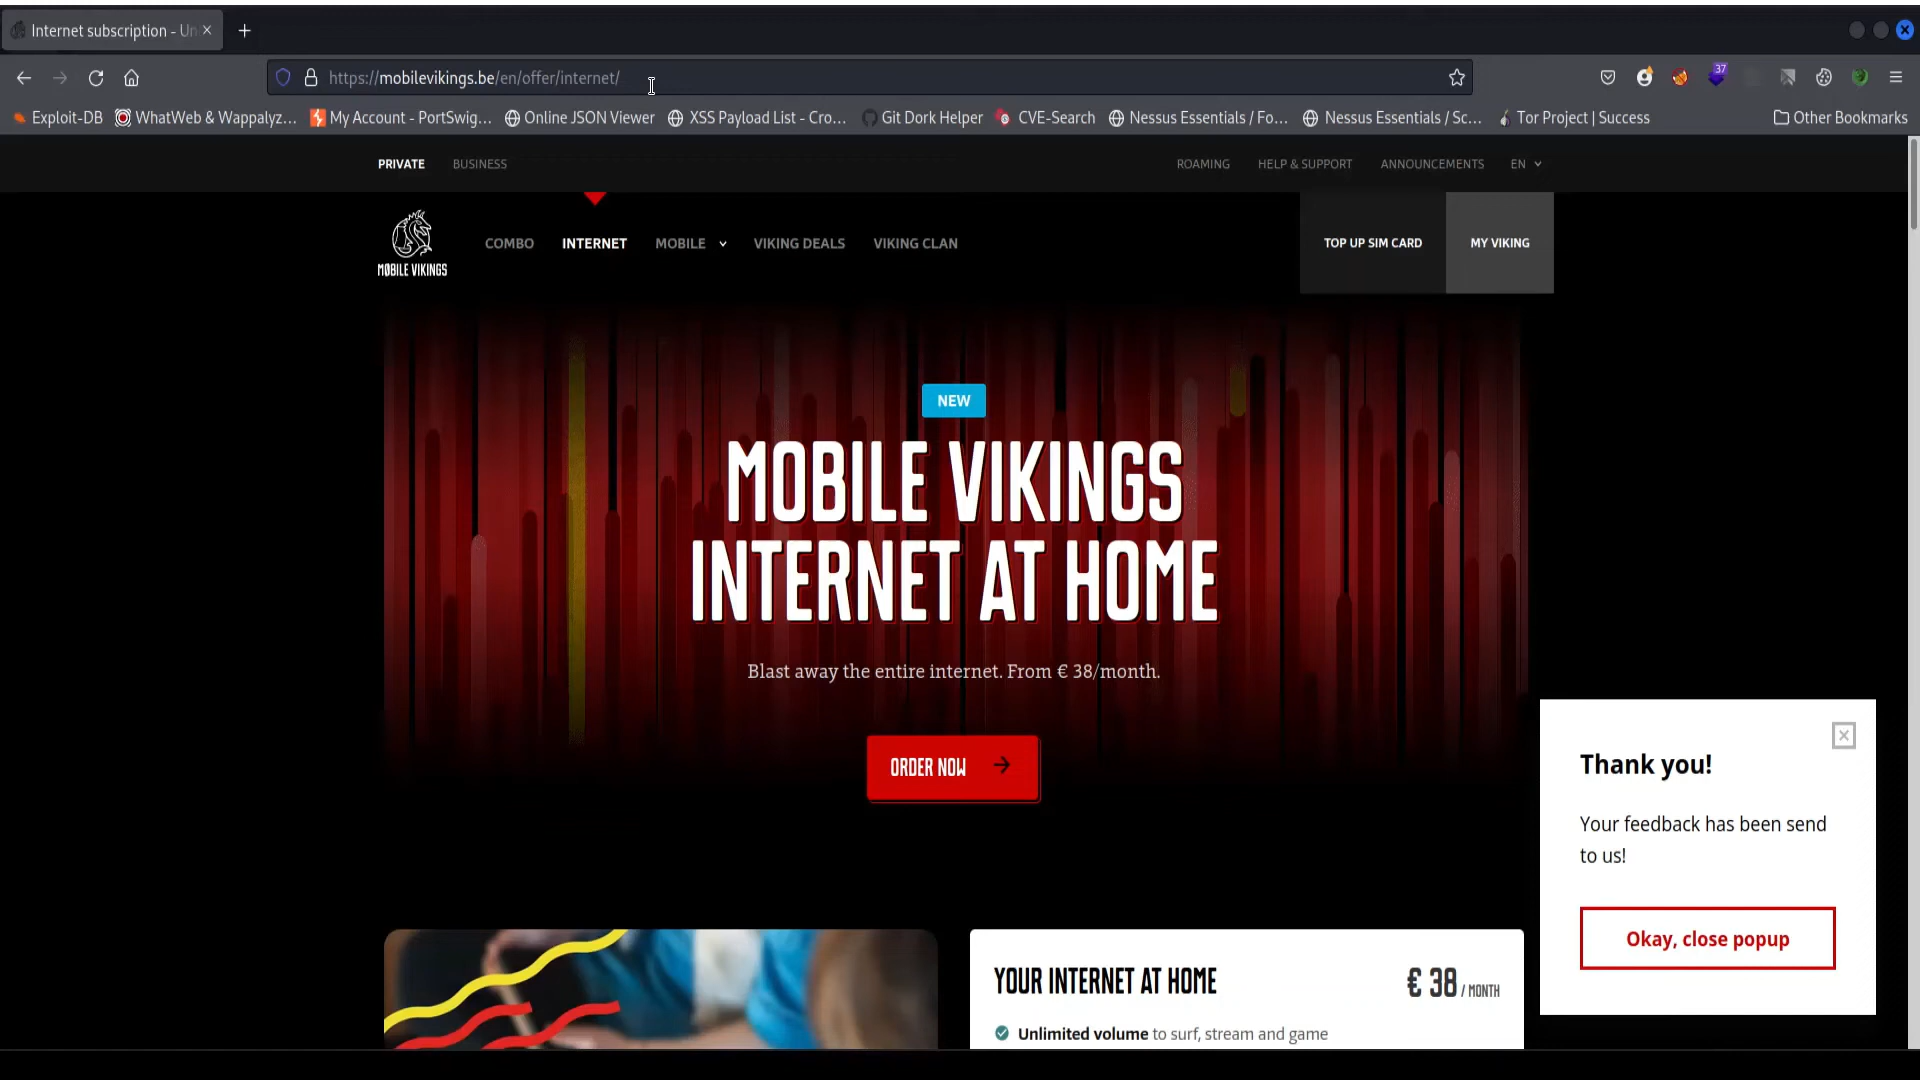 Internet subscription - Un
https://mobilevikings.be/en/offer/internet/
37
Exploit-DB
WhatWeb & Wappalyz...
My Account - PortSwig...
Online JSON Viewer
XSS Payload List - Cro...
Git Dork Helper
CVE-Search
Nessus Essentials / Fo...
Nessus Essentials / Sc...
Tor Project | Success
Other Bookmarks
PRIVATE
BUSINESS
ROAMING
HELP & SUPPORT
ANNOUNCEMENTS
EN
MØBILE VIKINGS
COMBO
INTERNET
MOBILE
VIKING DEALS
VIKING CLAN
TOP UP SIM CARD
MY VIKING
NEW
MOBILE VIKINGS
INTERNET AT HOME
Blast away the entire internet. From € 38/month.
ORDER NOW
Thank you!
Your feedback has been send
to us!
Okay, close popup
YOUR INTERNET AT HOME
€ 38 / MONTH
Unlimited volume to surf, stream and game